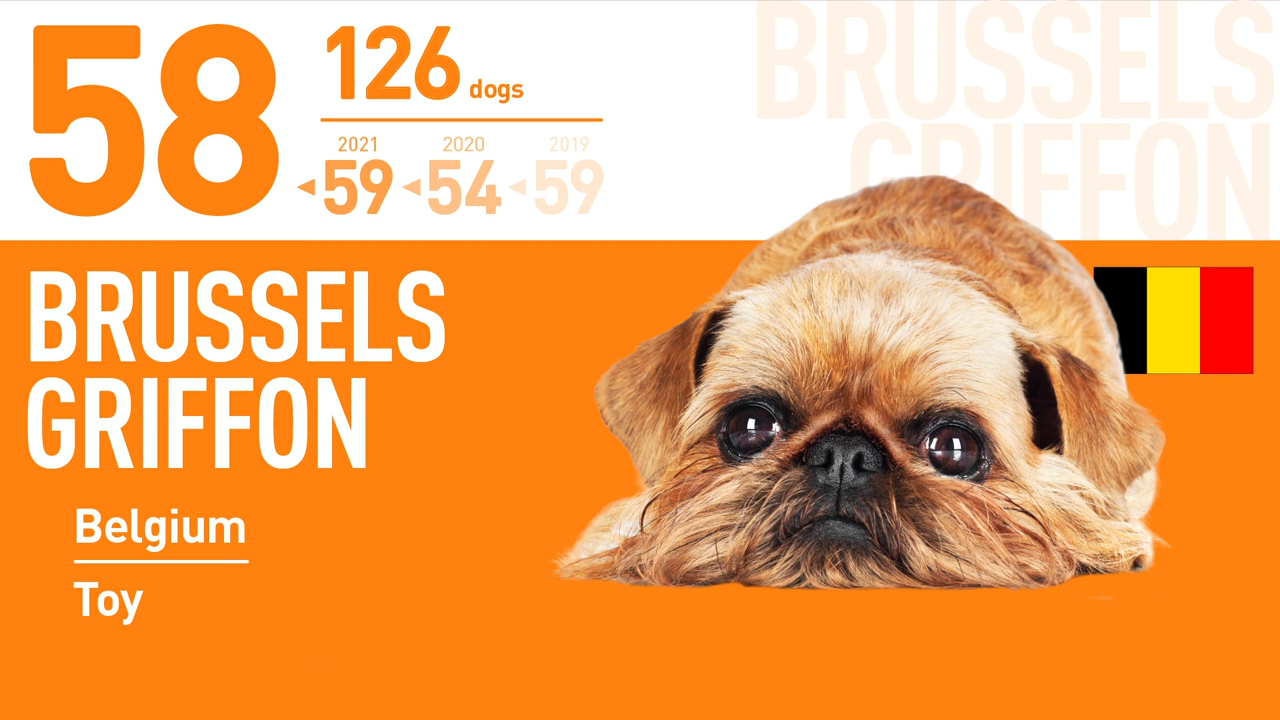 58
126 dogs
2021 2020 2019
◄59 ◄54 ◄59
BRUSSELS
GRIFFON
BRUSSELS
GRIFFON
Belgium
Toy